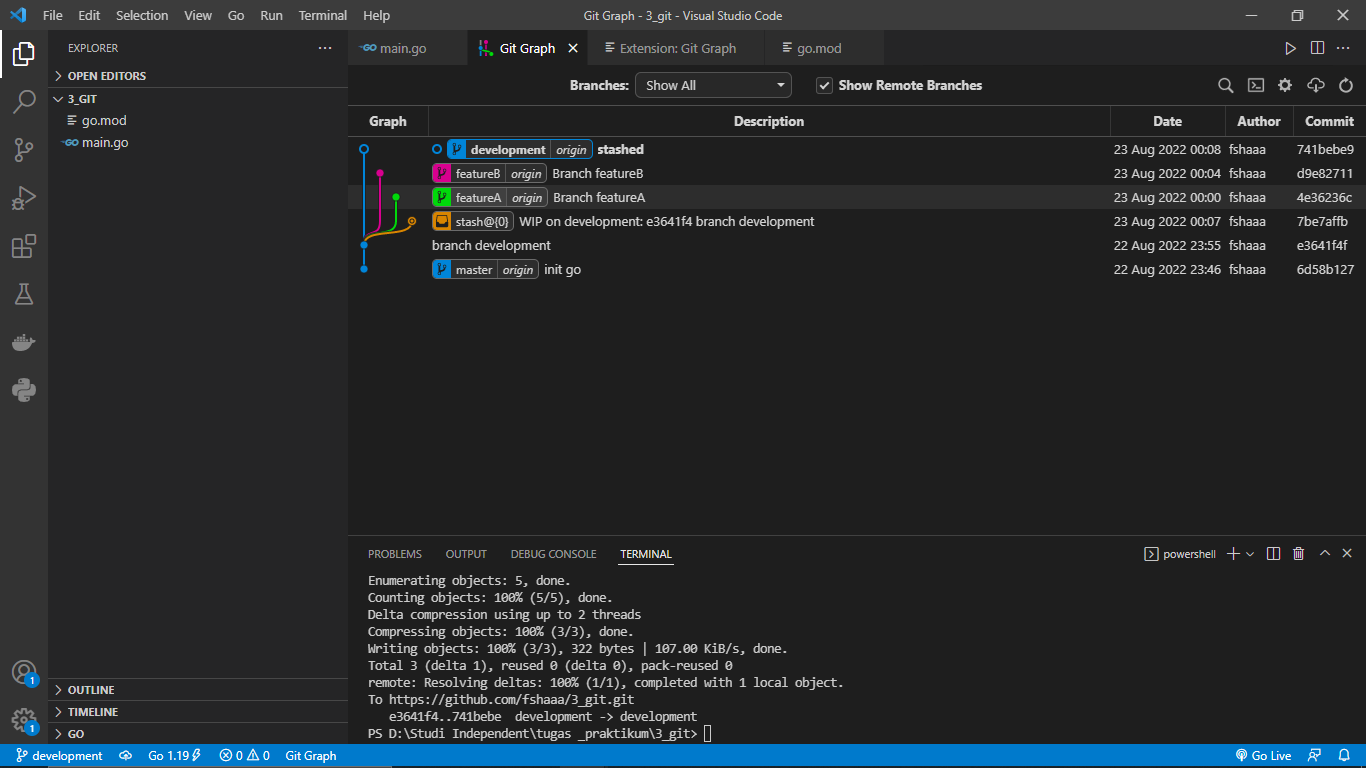 File Edit Selection View Go Run Terminal Help Git Graph - 3_git - Visual Studio Code
EXPLORER
main.go Git Graph Extension: Git Graph go.mod
OPEN EDITORS
3_GIT
go.mod
main.go
Branches: Show All Show Remote Branches
Graph Description Date Author Commit
development origin stashed 23 Aug 2022 00:08 fshaaa 741bebe9
featureB origin Branch featureB 23 Aug 2022 00:04 fshaaa d9e82711
featureA origin Branch featureA 23 Aug 2022 00:00 fshaaa 4e36236c
stash@{0} WIP on development: e3641f4 branch development 23 Aug 2022 00:07 fshaaa 7be7affb
branch development 22 Aug 2022 23:55 fshaaa e3641f4f
master origin init go 22 Aug 2022 23:46 fshaaa 6d58b127
PROBLEMS OUTPUT DEBUG CONSOLE TERMINAL powershell
Enumerating objects: 5, done.
Counting objects: 100% (5/5), done.
Delta compression using up to 2 threads
Compressing objects: 100% (3/3), done.
Writing objects: 100% (3/3), 322 bytes | 107.00 KiB/s, done.
Total 3 (delta 1), reused 0 (delta 0), pack-reused 0
remote: Resolving deltas: 100% (1/1), completed with 1 local object.
To https://github.com/fshaaa/3_git.git
e3641f4..741bebe development -> development
PS D:\Studi Independent\tugas _praktikum\3_git>
1
1
OUTLINE
TIMELINE
GO
development Go 1.19 0 0 Git Graph Go Live